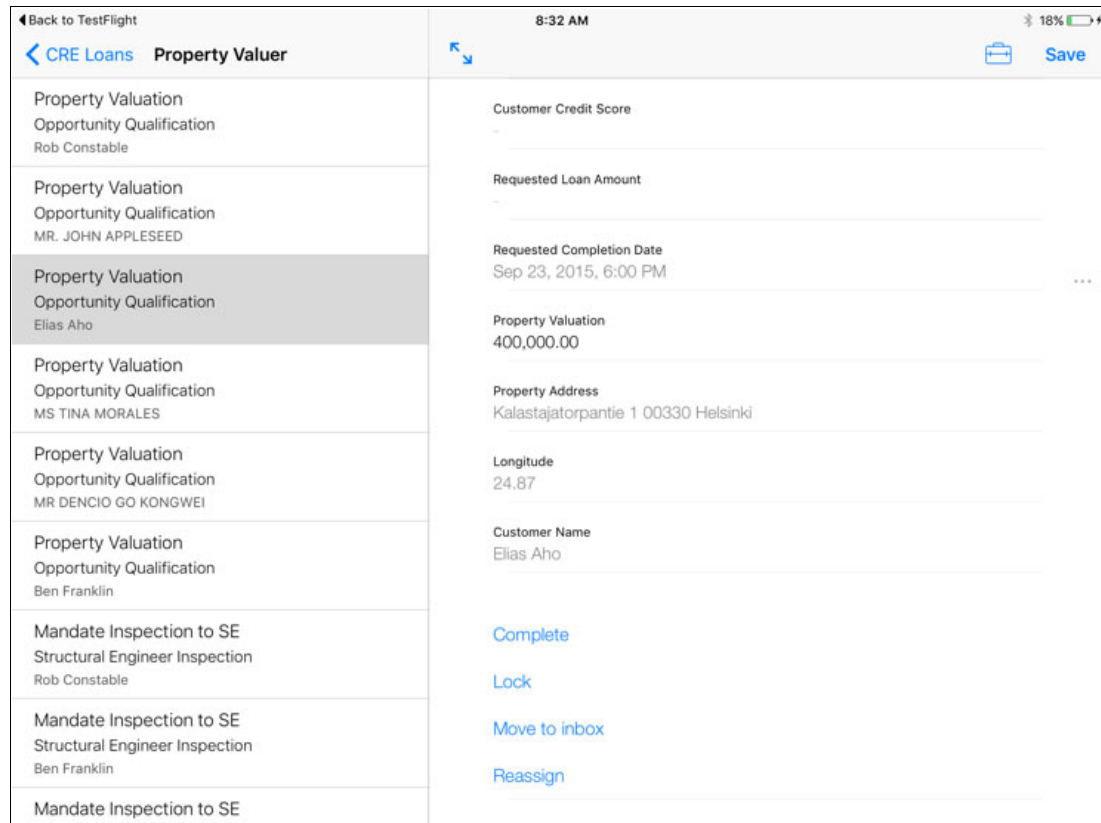 Back to TestFlight
8:32 AM
18%
CRE Loans
Property Valuer
Save
Property Valuation
Opportunity Qualification
Rob Constable
Property Valuation
Opportunity Qualification
MR. JOHN APPLESEED
Property Valuation
Opportunity Qualification
Elias Aho
Property Valuation
Opportunity Qualification
MS TINA MORALES
Property Valuation
Opportunity Qualification
MR DENCIO GO KONGWEI
Property Valuation
Opportunity Qualification
Ben Franklin
Mandate Inspection to SE
Structural Engineer Inspection
Rob Constable
Mandate Inspection to SE
Structural Engineer Inspection
Ben Franklin
Mandate Inspection to SE
Customer Credit Score
-
Requested Loan Amount
-
Requested Completion Date
Sep 23, 2015, 6:00 PM
...
Property Valuation
400,000.00
Property Address
Kalastajatorpantie 1 00330 Helsinki
Longitude
24.87
Customer Name
Elias Aho
Complete
Lock
Move to inbox
Reassign